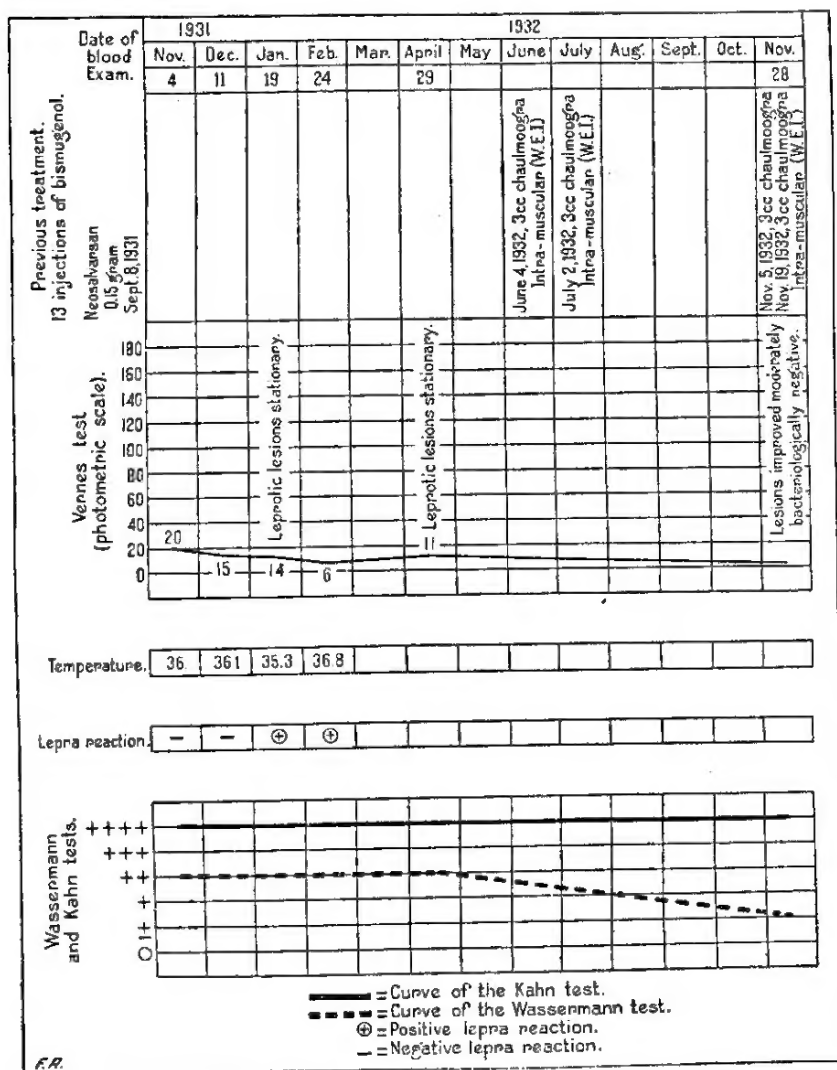 1931 1932
Date of blood Exam.
Nov. Dec. Jan. Feb. Mar. April May June July Aug. Sept. Oct. Nov.
4 11 19 24 29 28
Previous treatment.
13 injections of bismugenol.
Neosalvarsan
0.15 gram
Sept. 8, 1931
June 4, 1932, 3cc chaulmoogra
Intra-muscular (W.E.I.)
July 2, 1932, 3cc chaulmoogra
Intra-muscular (W.E.I.)
Nov. 5, 1932, 3cc chaulmoogra
Nov. 19, 1932, 3cc chaulmoogra
Intra-muscular (W.E.I.)
Vernes test
(photometric scale).
180
160
140
120
100
80
60
40
20
0
Leprotic lesions stationary.
Leprotic lesions stationary.
Lesions improved moderately
bacteriologically negative.
20
11
15 14 6
Temperature. 36. 361 35.3 36.8
Lepra reaction. — — ⊕ ⊕
Wassermann
and Kahn tests.
++++
+++
++
+
1+
0
= Curve of the Kahn test.
= Curve of the Wassermann test.
⊕ = Positive lepra reaction.
— = Negative lepra reaction.
F.R.